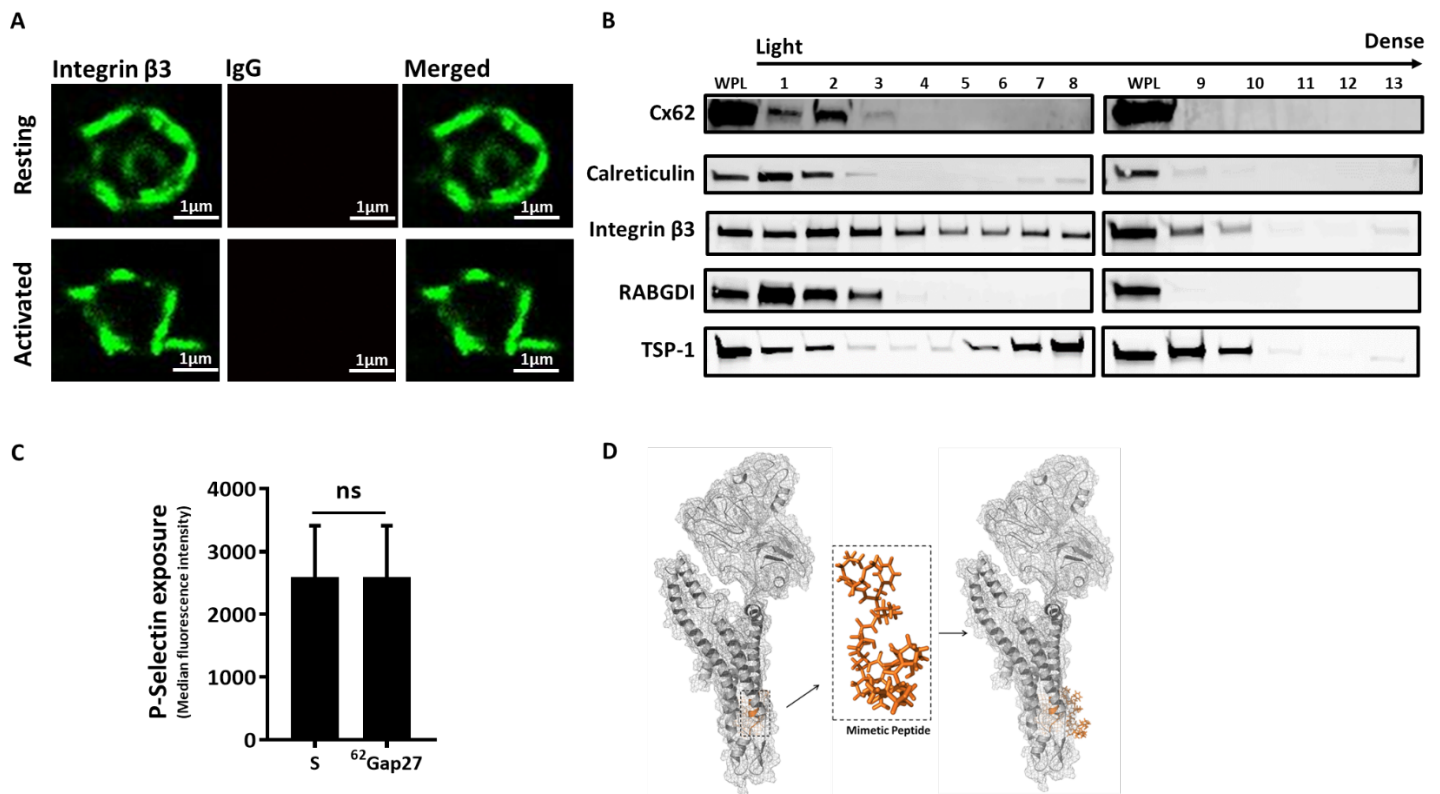 A
Integrin β3 IgG Merged
Resting
1µm 1µm 1µm
Activated
1µm 1µm 1µm
B
Light Dense
WPL 1 2 3 4 5 6 7 8 WPL 9 10 11 12 13
Cx62
Calreticulin
Integrin β3
RABGDI
TSP-1
C
P-Selectin exposure
(Median fluorescence intensity)
4000
3000
2000
1000
0
ns
S ⁶²Gap27
D
Mimetic Peptide